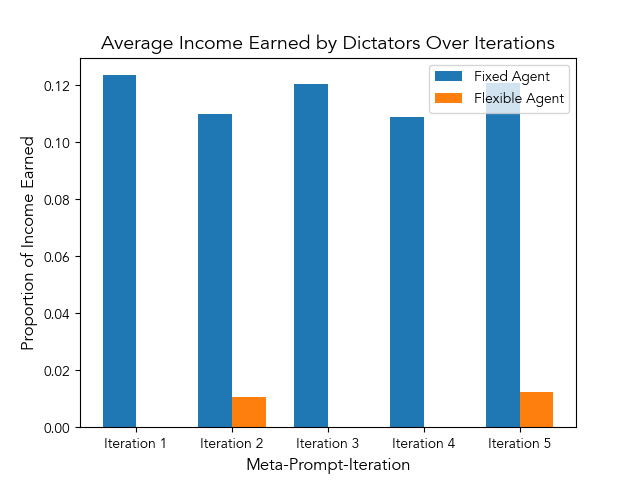 Average Income Earned by Dictators Over Iterations
Fixed Agent
Flexible Agent
Proportion of Income Earned
0.12
0.10
0.08
0.06
0.04
0.02
0.00
Iteration 1 Iteration 2 Iteration 3 Iteration 4 Iteration 5
Meta-Prompt-Iteration